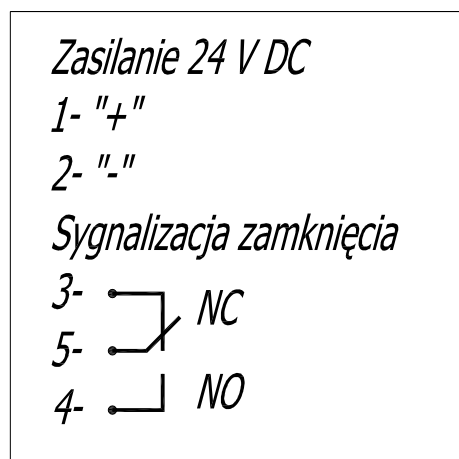 Zasilanie 24 V DC
1- "+"
2- "-"
Sygnalizacja zamknięcia
3-
NC
5-
4-
NO